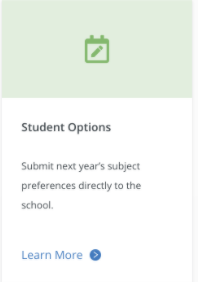 Student Options
Submit next year's subject
preferences directly to the
school.
Learn More